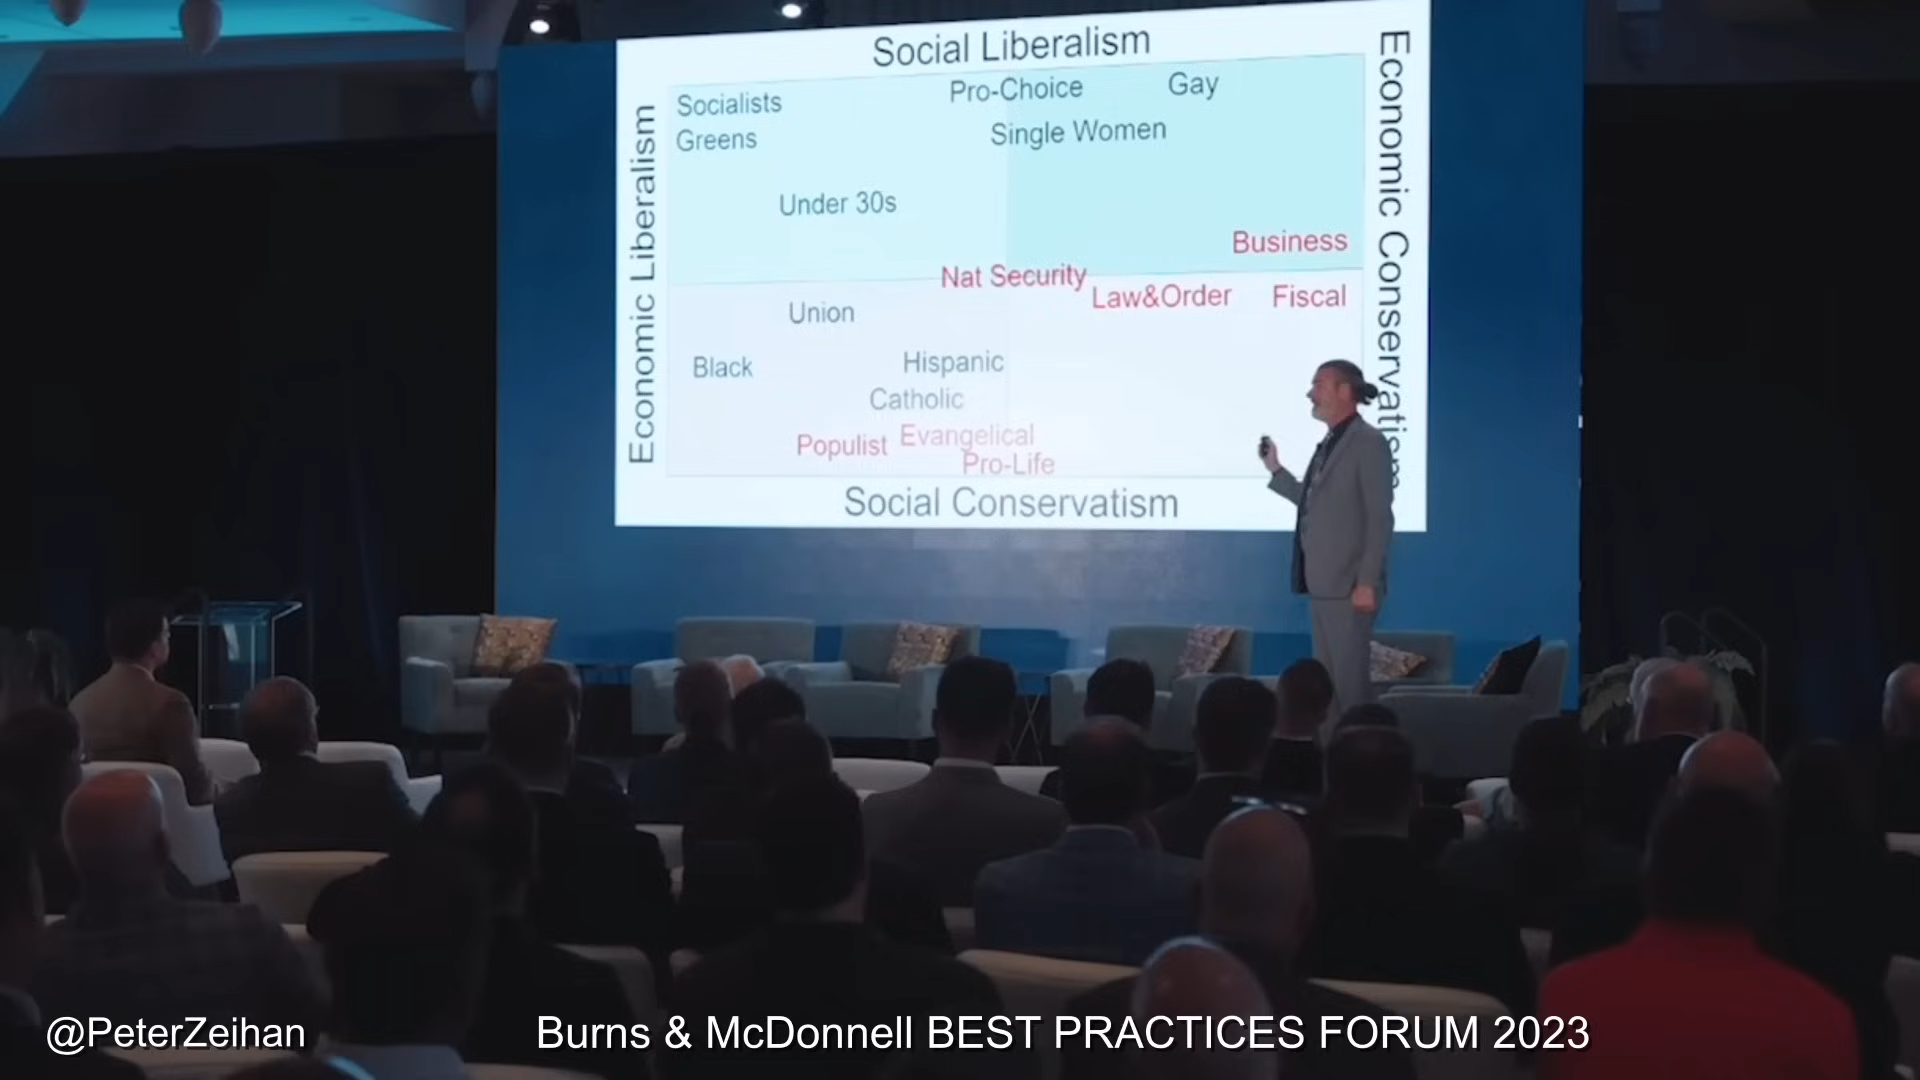 Social Liberalism
Economic Liberalism
Economic Conservatism
Socialists
Pro-Choice
Gay
Greens
Single Women
Under 30s
Business
Nat Security
Law&Order
Fiscal
Union
Black
Hispanic
Catholic
Populist
Evangelical
Pro-Life
Social Conservatism
@PeterZeihan
Burns & McDonnell BEST PRACTICES FORUM 2023